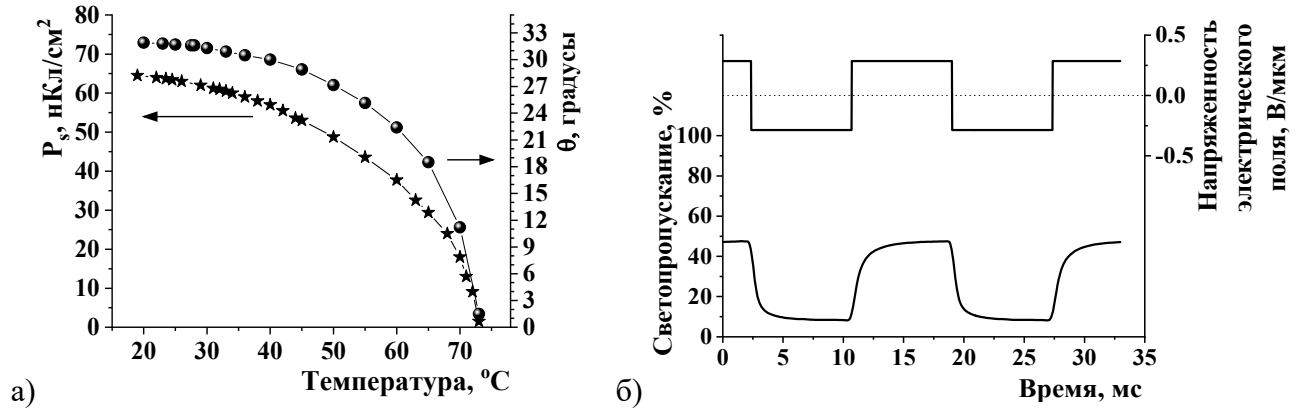 80
70
60
50
40
30
20
10
0
P_s, нКл/см²
33
30
27
24
21
18
15
12
9
6
3
0
θ, градусы
20 30 40 50 60 70
Температура, °C
а)
100
80
60
40
20
0
Светопропускание, %
0.5
0.0
-0.5
Напряженность
электрического
поля, В/мкм
0 5 10 15 20 25 30 35
Время, мс
б)